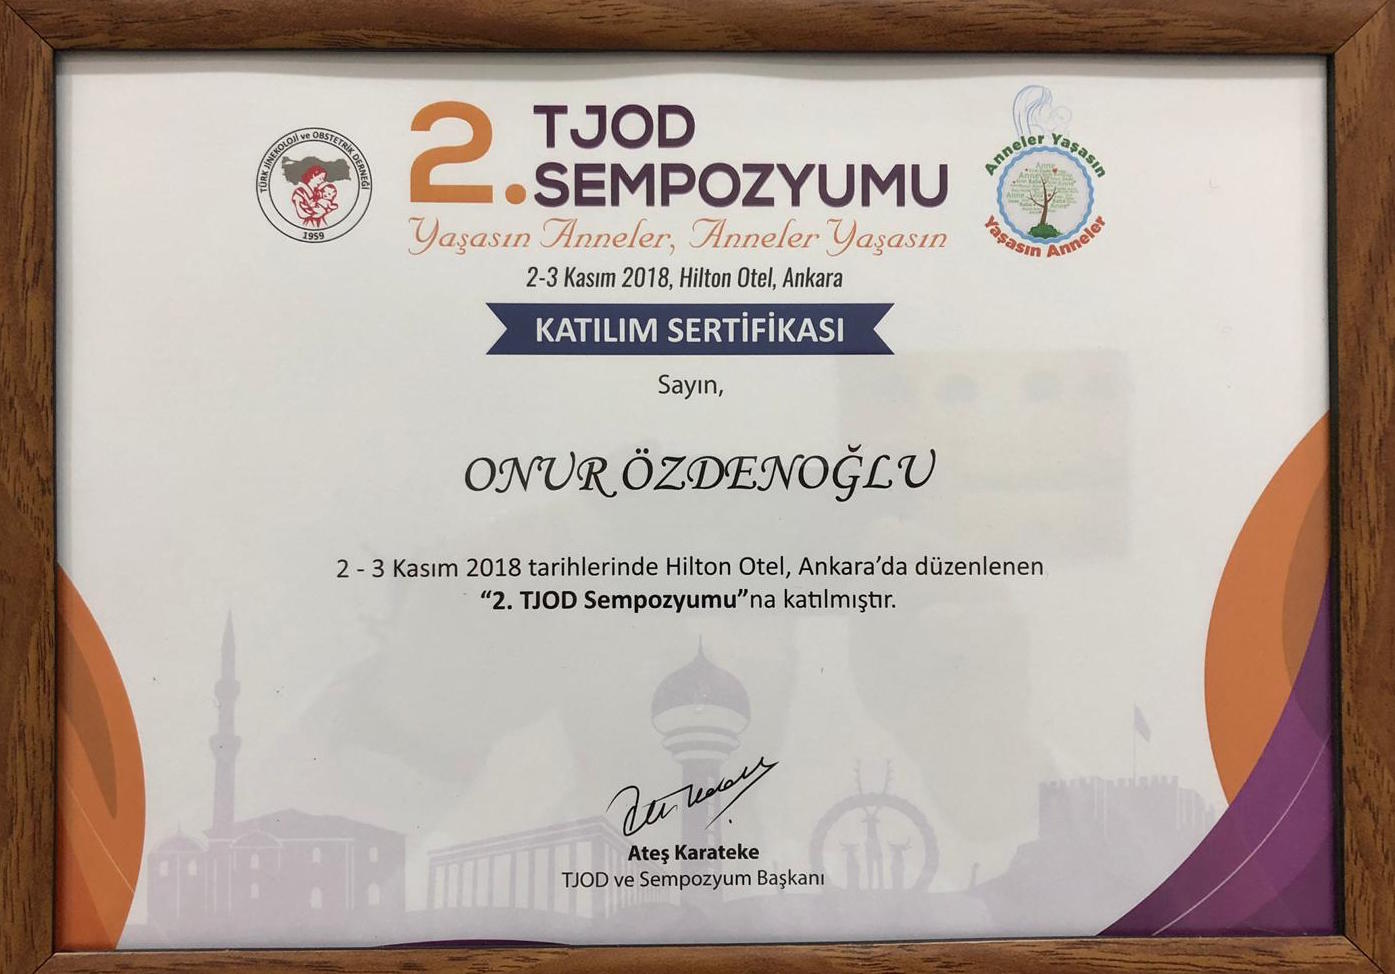 TÜRK JİNEKOLOJİ ve OBSTETRİK DERNEĞİ
1959
2. TJOD
SEMPOZYUMU
Yaşasın Anneler, Anneler Yaşasın
Anneler Yaşasın
Yaşasın Anneler
2-3 Kasım 2018, Hilton Otel, Ankara
KATILIM SERTİFİKASI
Sayın,
ONUR ÖZDENOĞLU
2 - 3 Kasım 2018 tarihlerinde Hilton Otel, Ankara’da düzenlenen
“2. TJOD Sempozyumu”na katılmıştır.
Ateş Karateke
TJOD ve Sempozyum Başkanı